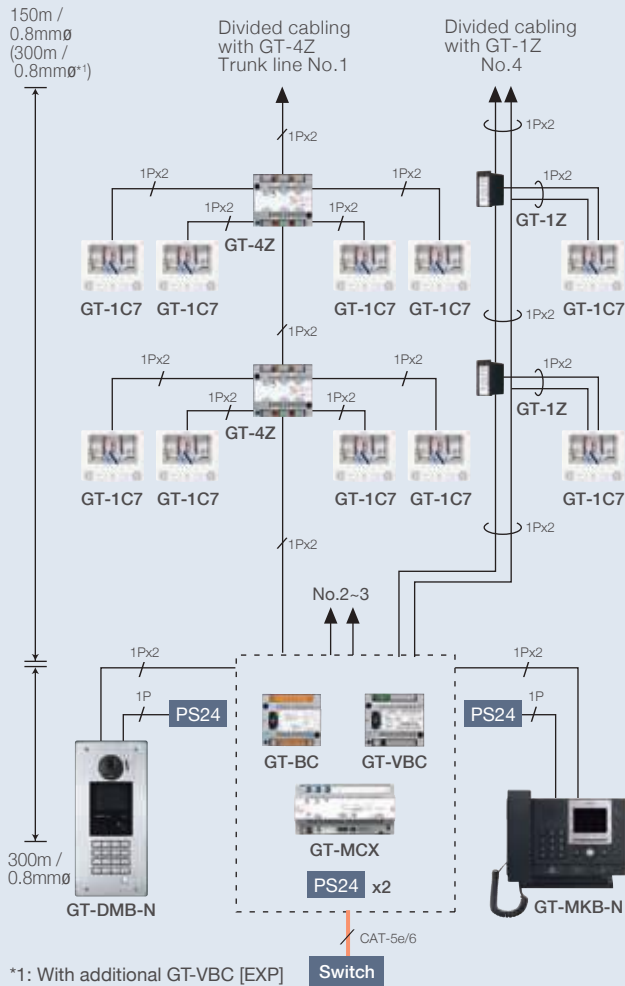 150m /
0.8mmø
(300m /
0.8mmø*1)
Divided cabling
with GT-4Z
Trunk line No.1
Divided cabling
with GT-1Z
No.4
1Px2
1Px2
1Px2
1Px2
1Px2
1Px2
1Px2
1Px2
GT-4Z
GT-1Z
GT-1C7
GT-1C7
GT-1C7
GT-1C7
GT-1C7
1Px2
1Px2
1Px2
1Px2
1Px2
1Px2
1Px2
GT-4Z
GT-1Z
GT-1C7
GT-1C7
GT-1C7
GT-1C7
GT-1C7
1Px2
1Px2
No.2~3
1Px2
1Px2
1P
PS24
PS24
1P
GT-BC
GT-VBC
GT-MCX
PS24 x2
300m /
0.8mmø
GT-DMB-N
GT-MKB-N
CAT-5e/6
*1: With additional GT-VBC [EXP]
Switch